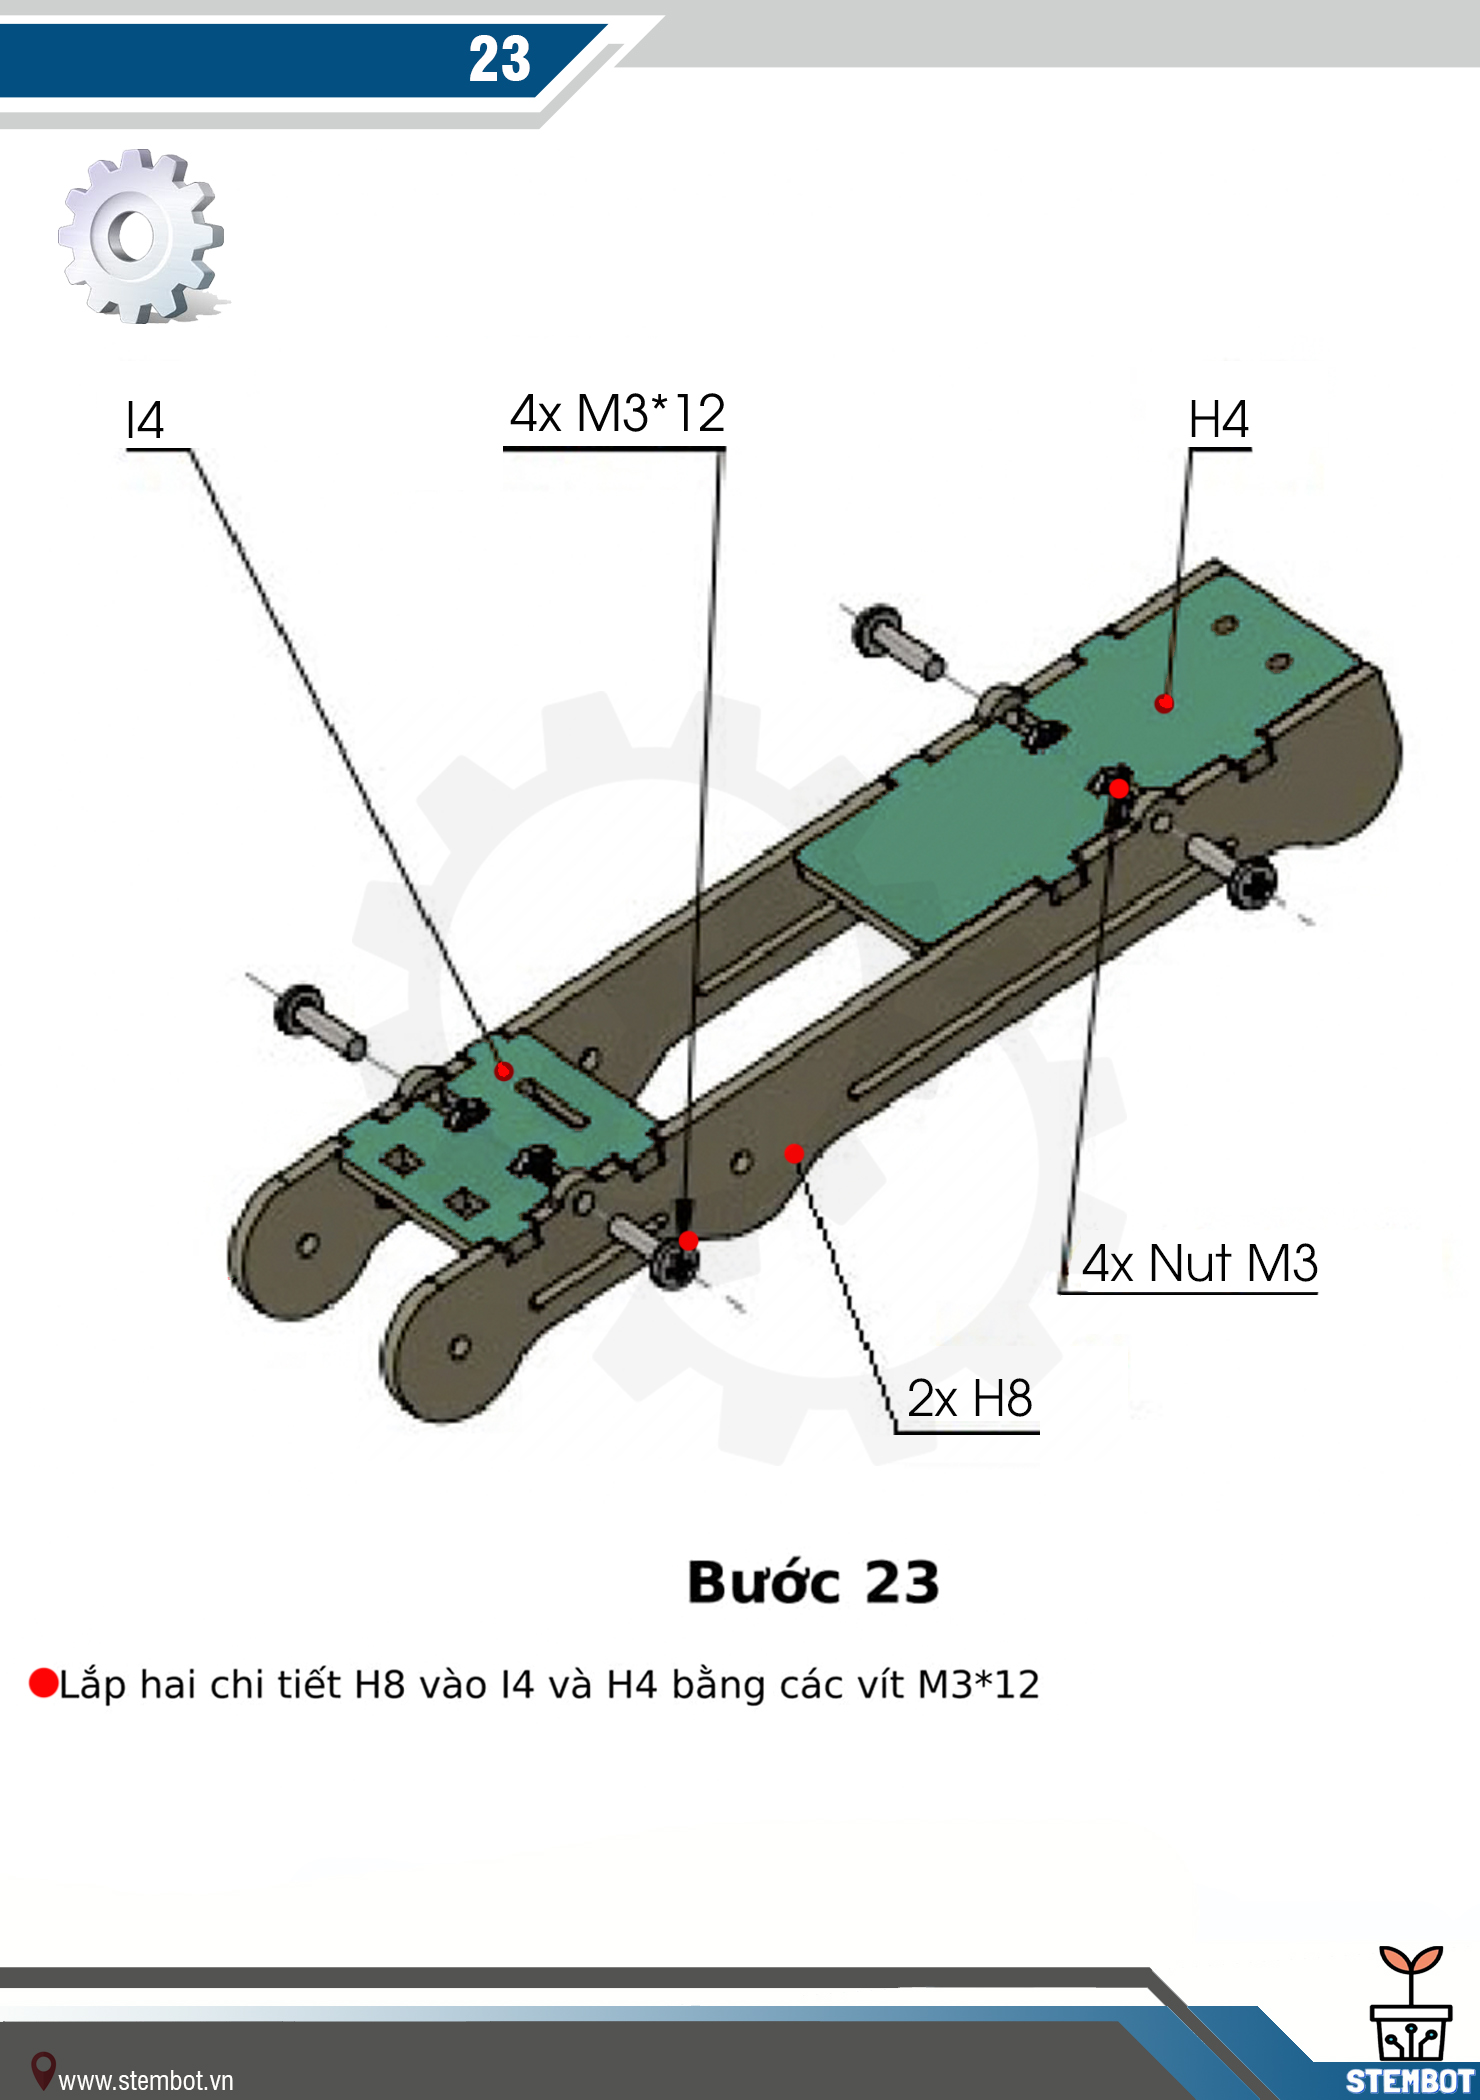 23
I4
4x M3*12
H4
4x Nut M3
2x H8
Bước 23
Lắp hai chi tiết H8 vào I4 và H4 bằng các vít M3*12
www.stembot.vn
STEMBOT